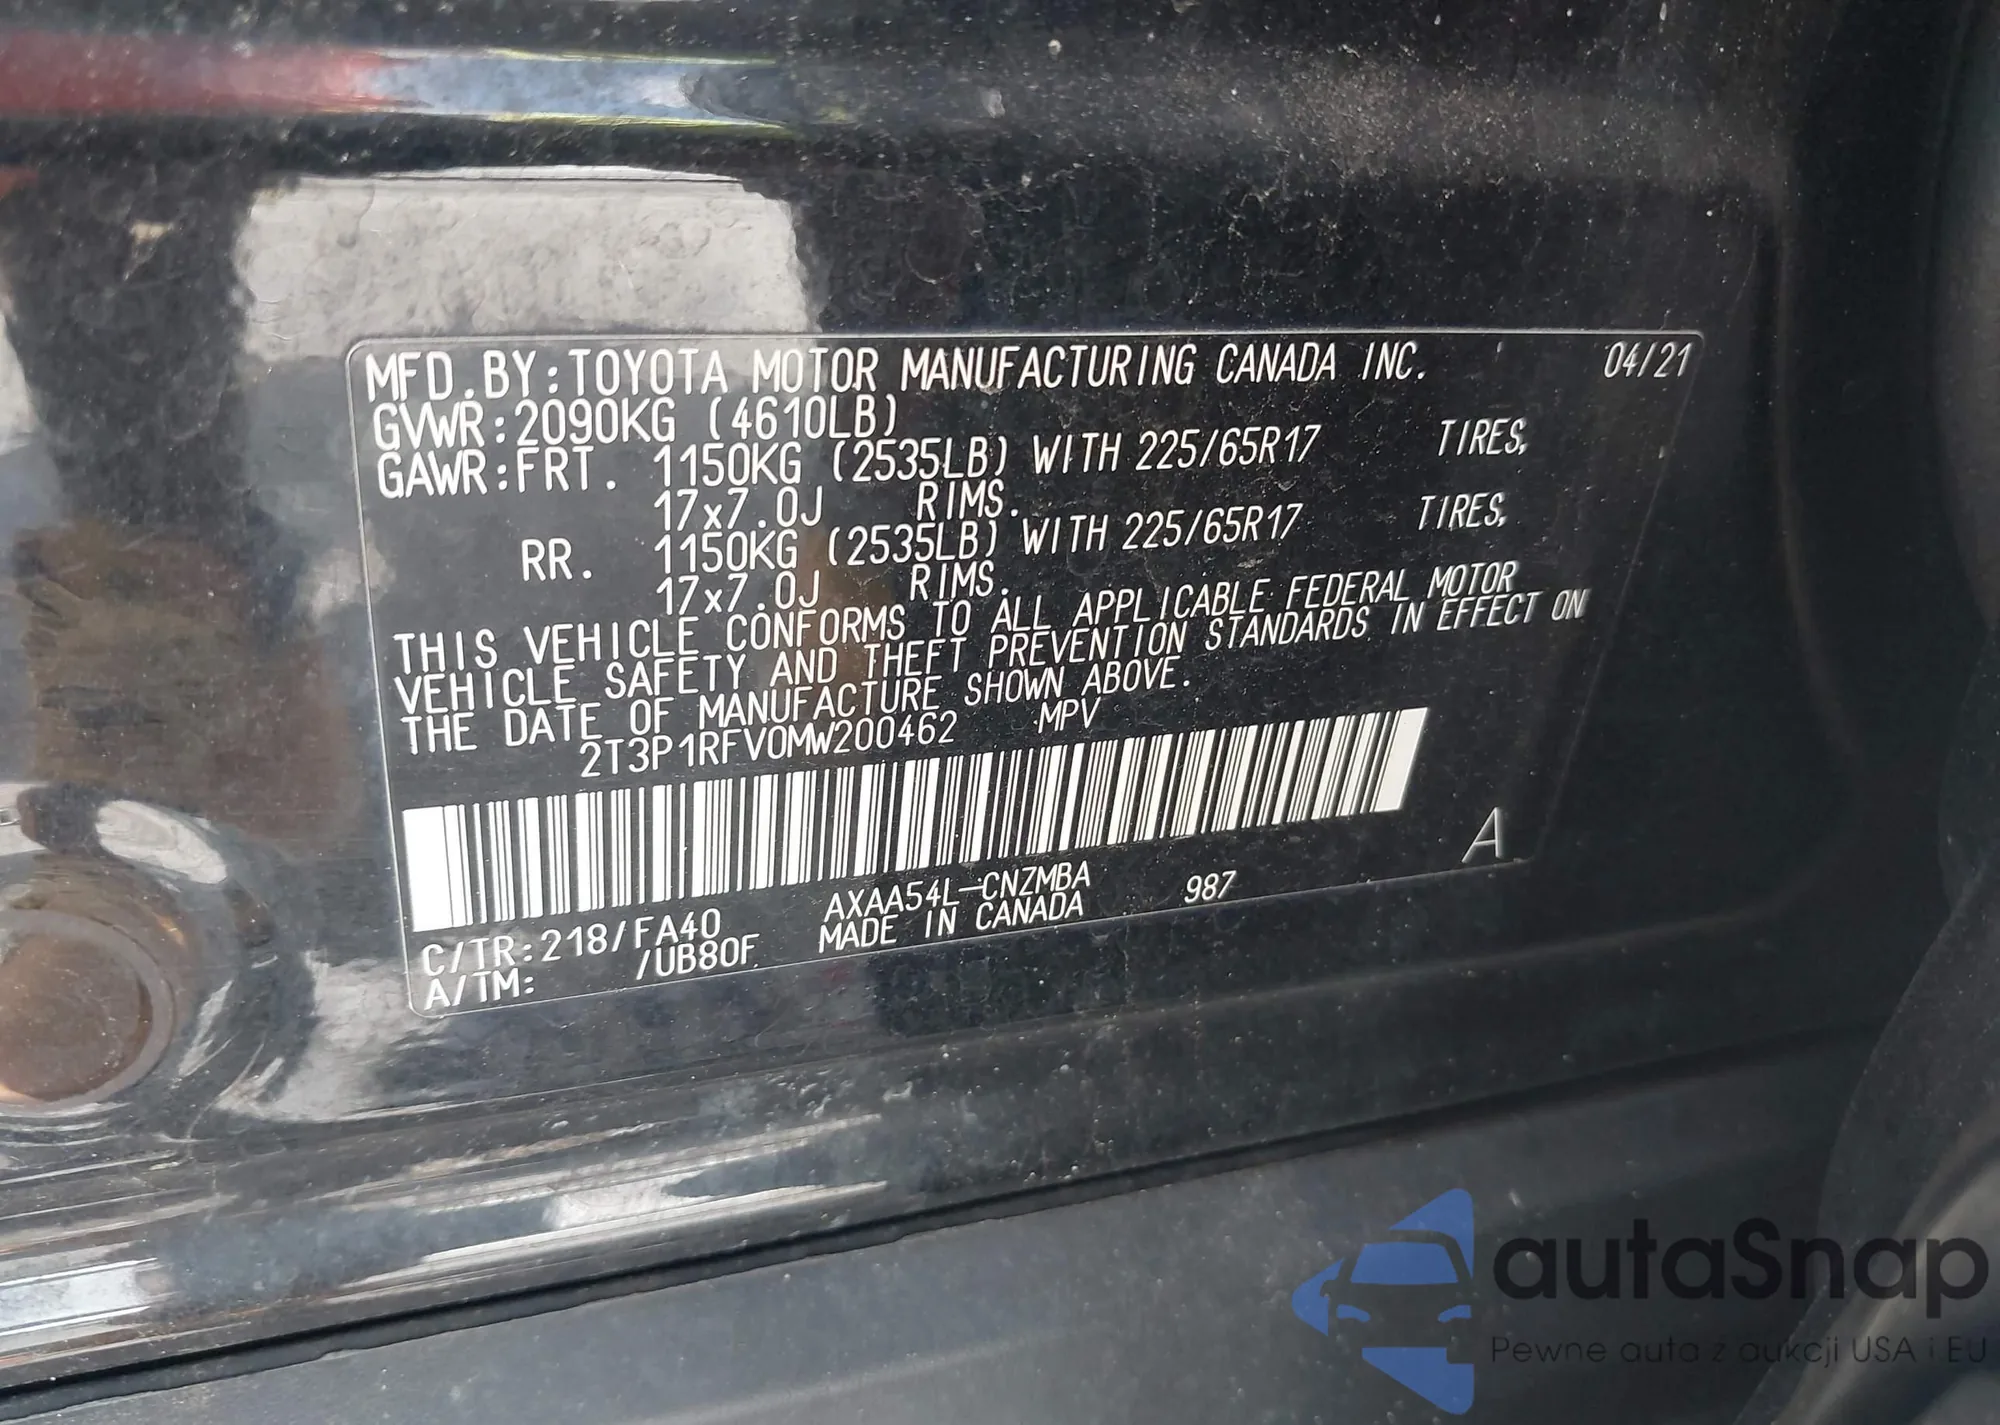 MFD.BY:TOYOTA MOTOR MANUFACTURING CANADA INC. 04/21
GVWR:2090KG (4610LB)
GAWR:FRT. 1150KG (2535LB) WITH 225/65R17 TIRES,
17x7.0J RIMS.
RR. 1150KG (2535LB) WITH 225/65R17 TIRES,
17x7.0J RIMS.
THIS VEHICLE CONFORMS TO ALL APPLICABLE FEDERAL MOTOR
VEHICLE SAFETY AND THEFT PREVENTION STANDARDS IN EFFECT ON
THE DATE OF MANUFACTURE SHOWN ABOVE.
2T3P1RFV0MW200462 MPV
A
C/TR:218/FA40 AXAA54L-CNZMBA 987
A/TM: /UB80F MADE IN CANADA
autaSnap
Pewne auta z aukcji USA i EU